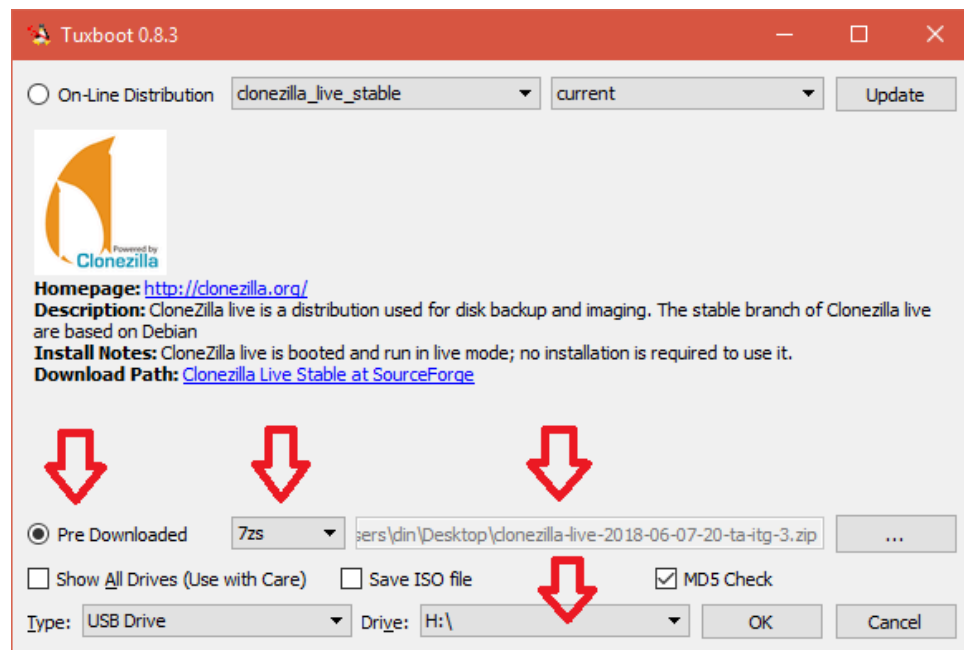 Tuxboot 0.8.3
On-Line Distribution clonezilla_live_stable current Update
Powered by
Clonezilla
Homepage: http://clonezilla.org/
Description: CloneZilla live is a distribution used for disk backup and imaging. The stable branch of Clonezilla live
are based on Debian
Install Notes: CloneZilla live is booted and run in live mode; no installation is required to use it.
Download Path: Clonezilla Live Stable at SourceForge
Pre Downloaded 7zs sers\din\Desktop\clonezilla-live-2018-06-07-20-ta-itg-3.zip ...
Show All Drives (Use with Care) Save ISO file MD5 Check
Type: USB Drive Drive: H:\ OK Cancel